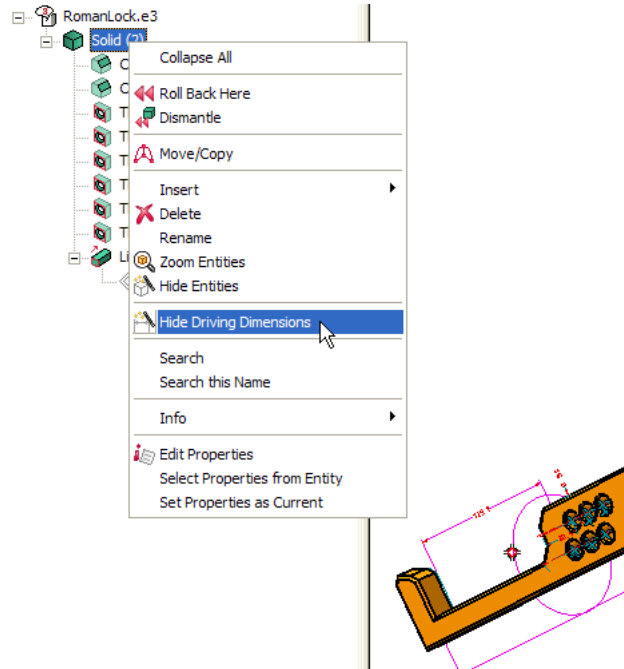 RomanLock.e3
Solid (2)
Collapse All
Roll Back Here
Dismantle
Move/Copy
Insert
Delete
Rename
Zoom Entities
Hide Entities
Hide Driving Dimensions
Search
Search this Name
Info
Edit Properties
Select Properties from Entity
Set Properties as Current